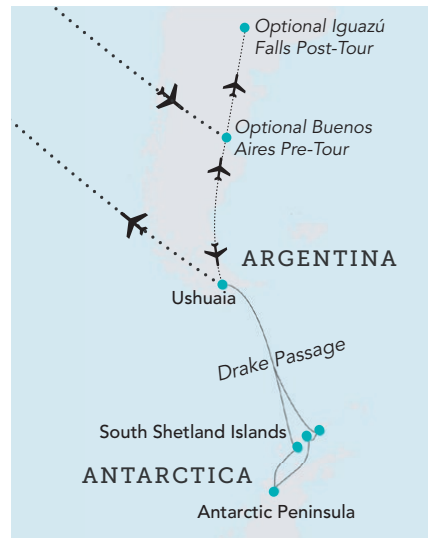 Optional Iguazú
Falls Post-Tour
Optional Buenos
Aires Pre-Tour
ARGENTINA
Ushuaia
Drake Passage
South Shetland Islands
ANTARCTICA
Antarctic Peninsula